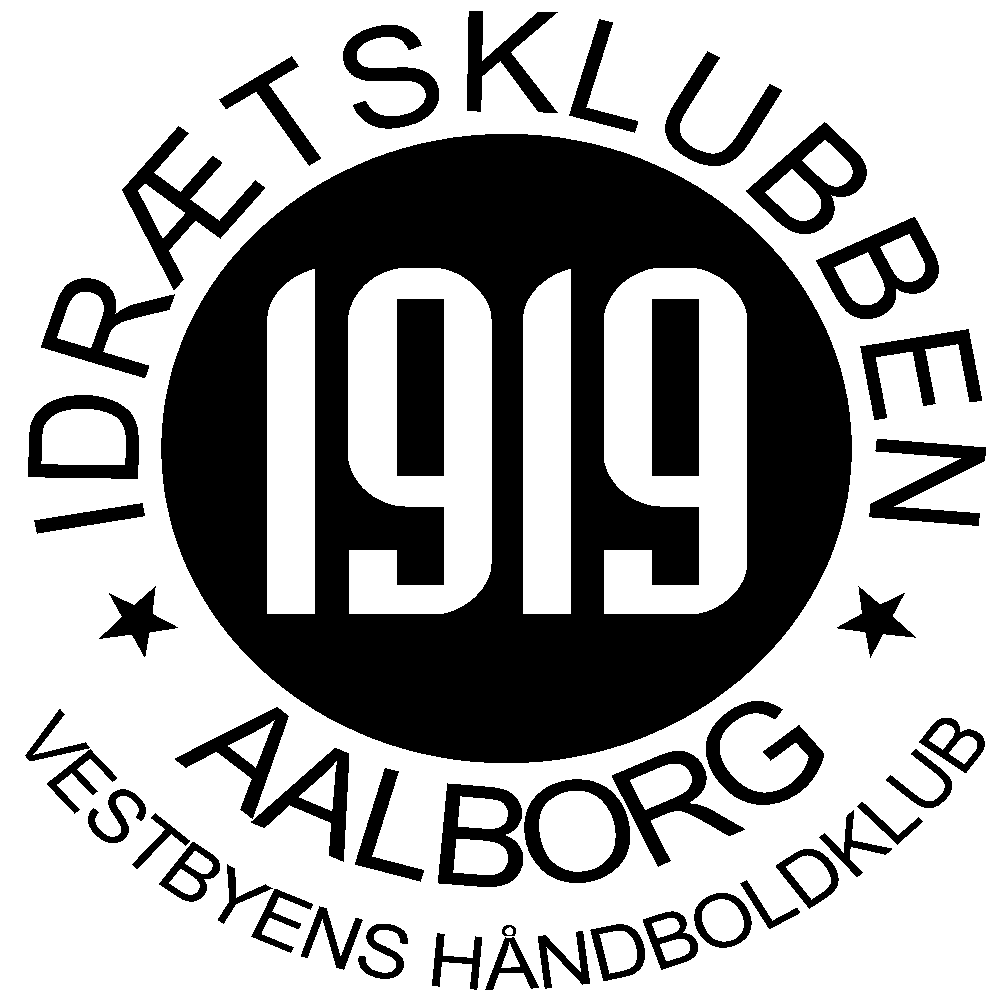 IDRÆTSKLUBBEN
1919
AALBORG
VESTBYENS HÅNDBOLDKLUB